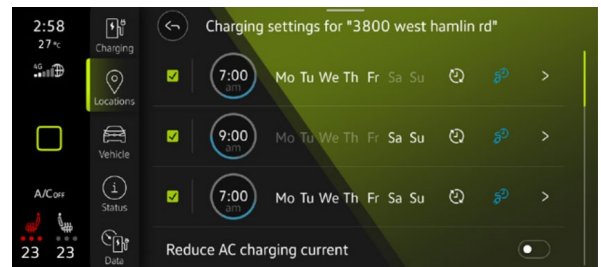 2:58
27 °C
4G
A/C OFF
23 23
Charging
Locations
Vehicle
Status
Data
Charging settings for "3800 west hamlin rd"
7:00 am Mo Tu We Th Fr Sa Su
9:00 am Mo Tu We Th Fr Sa Su
7:00 am Mo Tu We Th Fr Sa Su
Reduce AC charging current